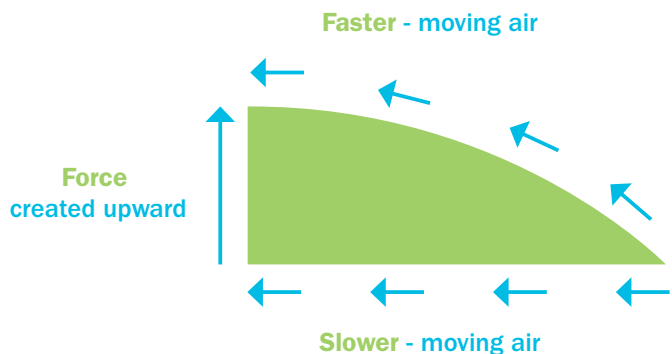 Faster - moving air
Force
created upward
Slower - moving air